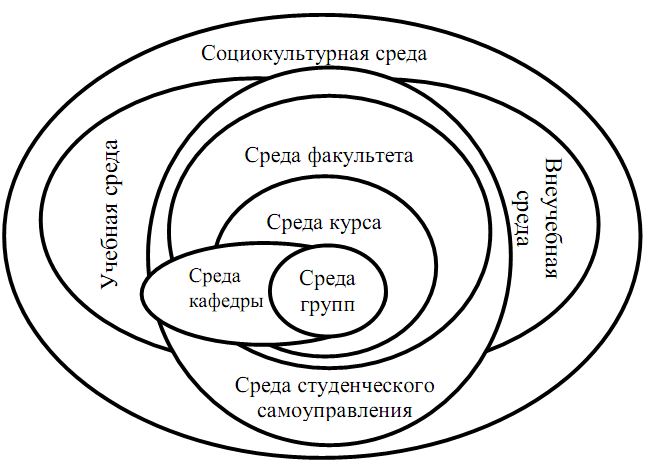 Социокультурная среда
Учебная среда
Внеучебная
среда
Среда факультета
Среда курса
Среда
кафедры
Среда
групп
Среда студенческого
самоуправления